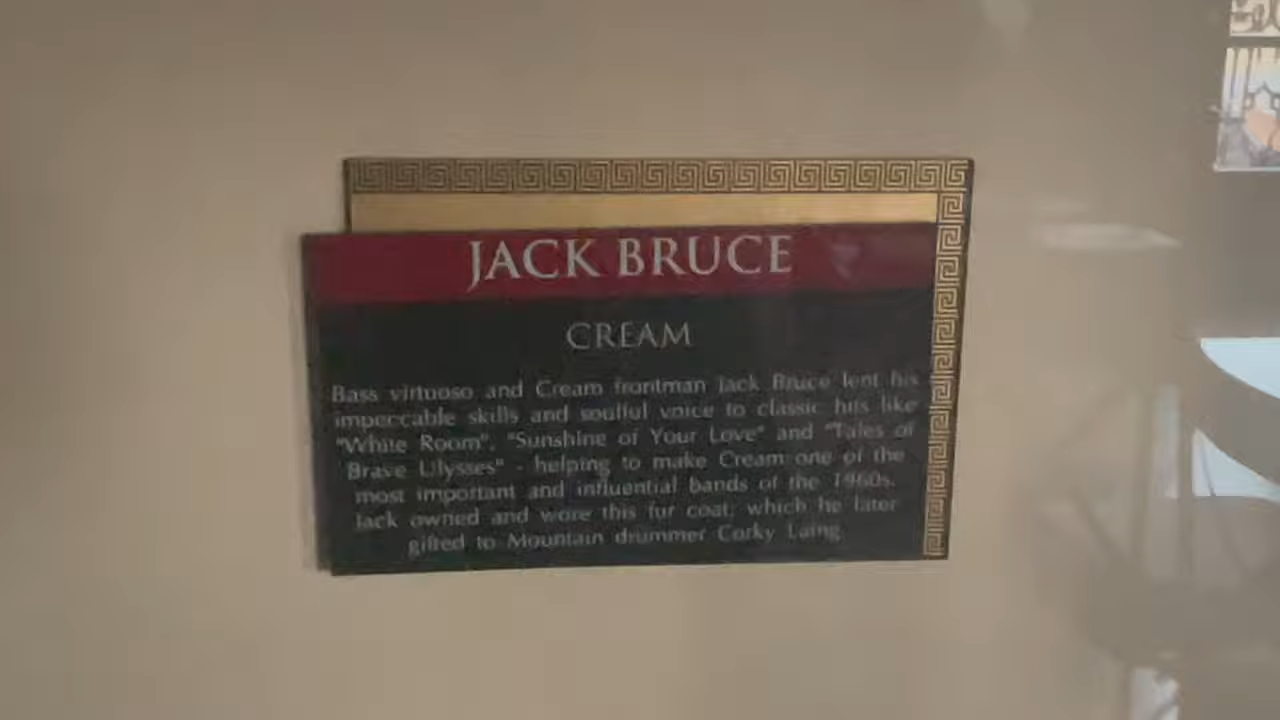 JACK BRUCE
CREAM
Bass virtuoso and Cream frontman Jack Bruce lent his
impeccable skills and soulful voice to classic hits like
"White Room", "Sunshine of Your Love" and "Tales of
Brave Ulysses" - helping to make Cream one of the
most important and influential bands of the 1960s.
Jack owned and wore this fur coat; which he later
gifted to Mountain drummer Corky Laing